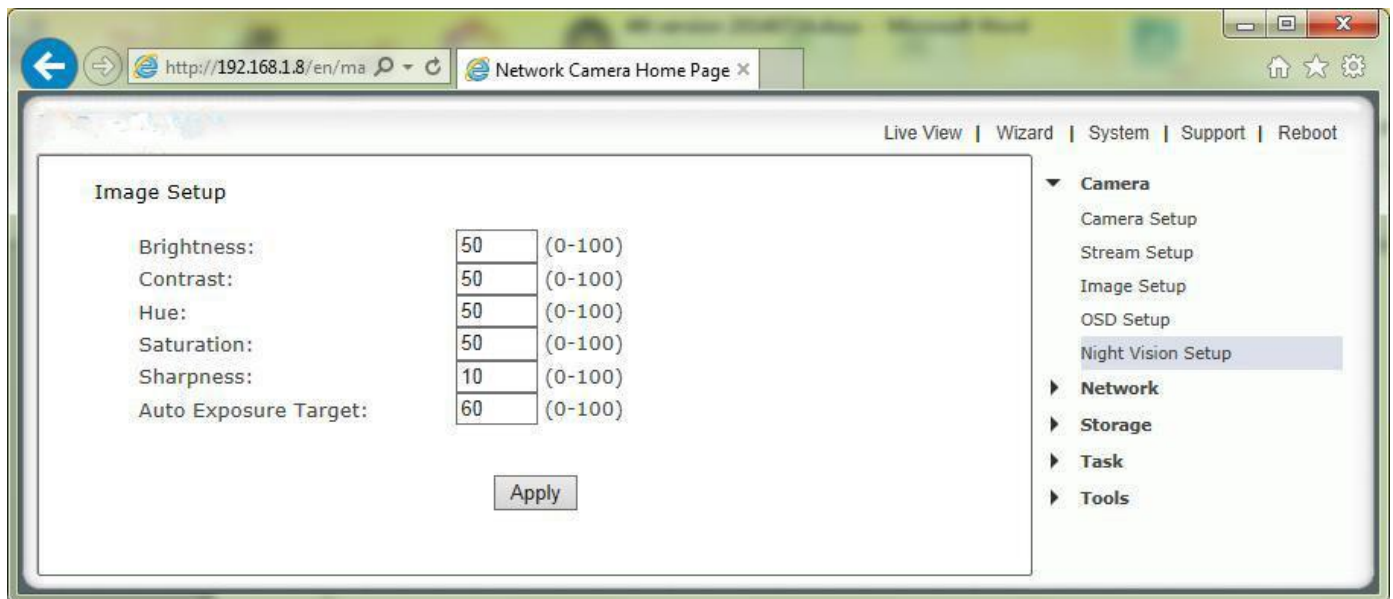 http://192.168.1.8/en/ma
Network Camera Home Page
Live View | Wizard | System | Support | Reboot
Image Setup
Brightness: 50 (0-100)
Contrast: 50 (0-100)
Hue: 50 (0-100)
Saturation: 50 (0-100)
Sharpness: 10 (0-100)
Auto Exposure Target: 60 (0-100)
Apply
Camera
Camera Setup
Stream Setup
Image Setup
OSD Setup
Night Vision Setup
Network
Storage
Task
Tools